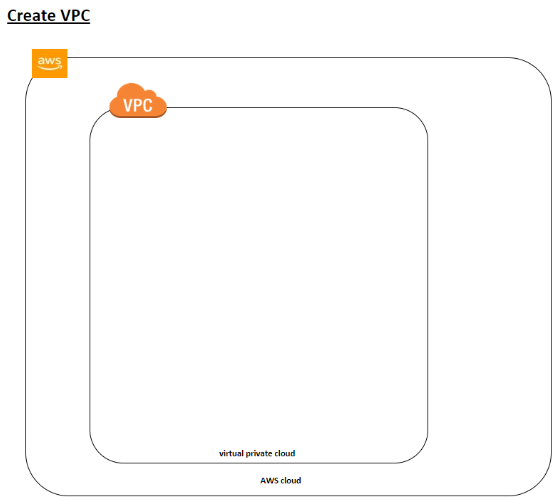 Create VPC
aws
VPC
virtual private cloud
AWS cloud